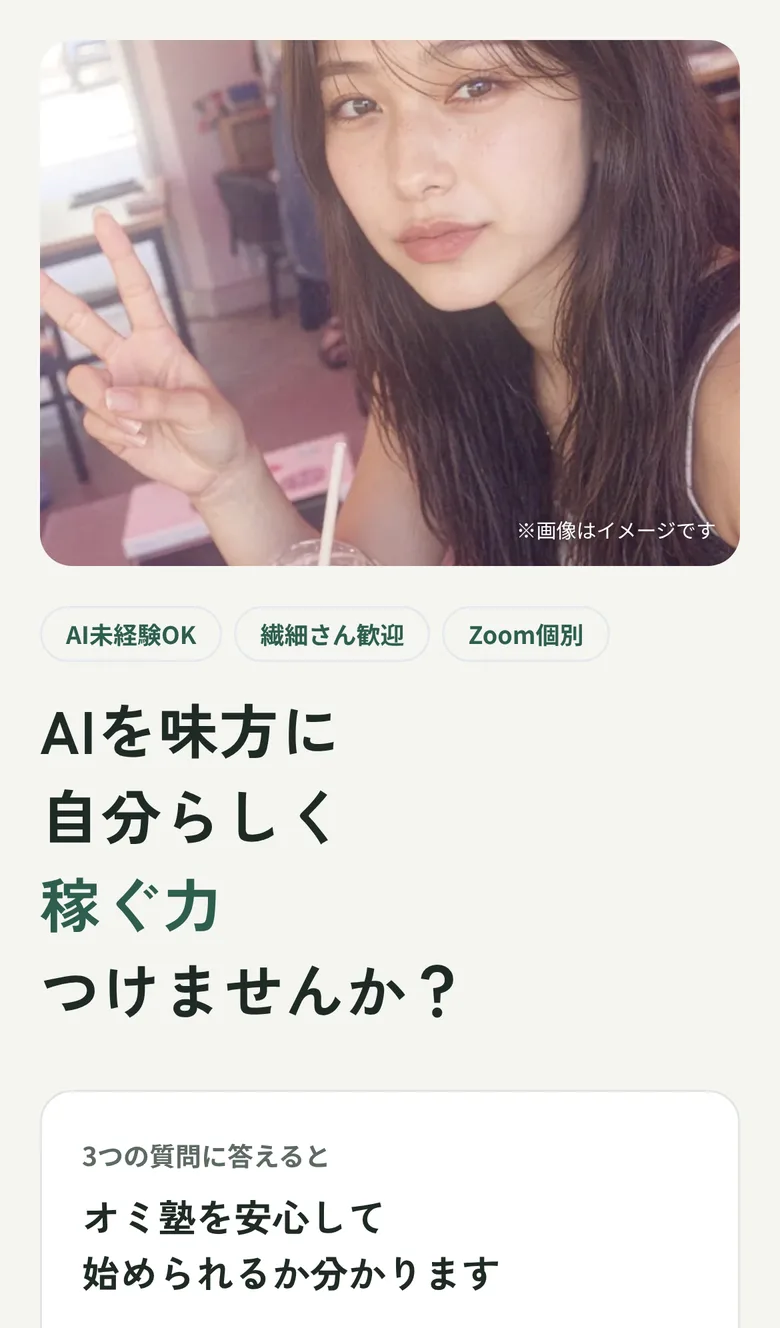 ※画像はイメージです
AI未経験OK
繊細さん歓迎
Zoom個別
AIを味方に
自分らしく
稼ぐ力
つけませんか？
3つの質問に答えると
オミ塾を安心して
始められるか分かります